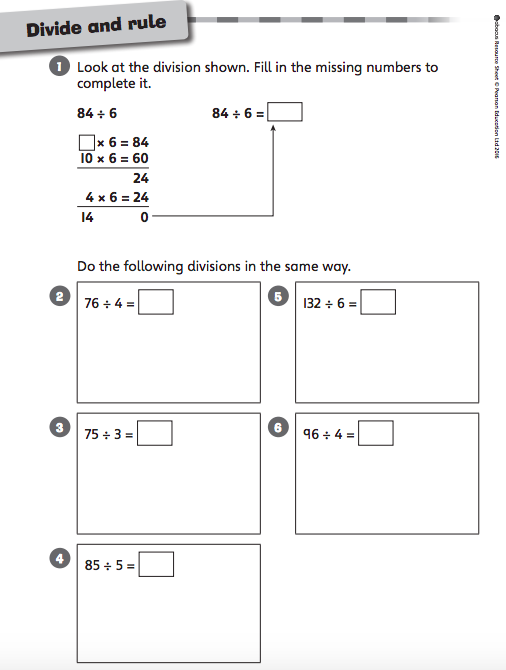 Divide and rule
1 Look at the division shown. Fill in the missing numbers to
complete it.
84 ÷ 6
84 ÷ 6 =
× 6 = 84
10 × 6 = 60
24
4 × 6 = 24
14 0
Do the following divisions in the same way.
2 76 ÷ 4 =
5 132 ÷ 6 =
3 75 ÷ 3 =
6 96 ÷ 4 =
4 85 ÷ 5 =
abacus Resource Sheet © Pearson Education Ltd 2016